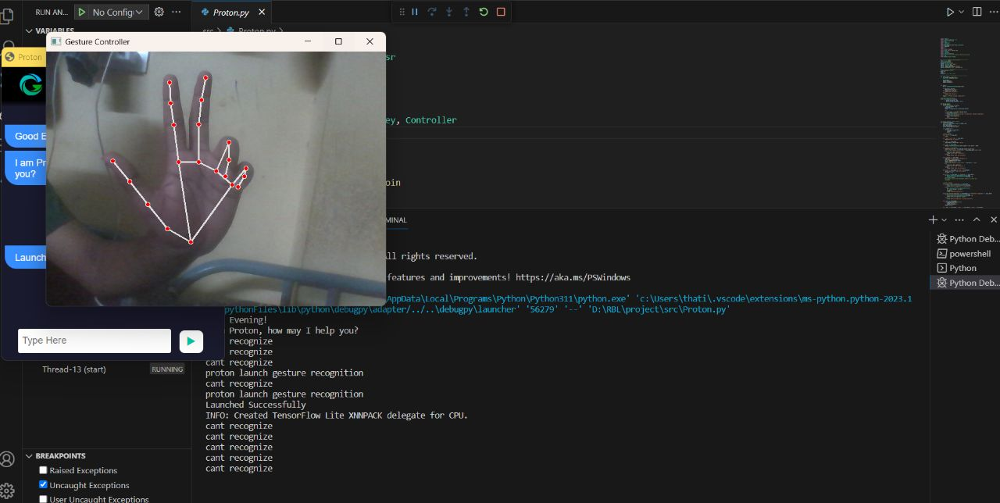 RUN AN...
No Config
Proton.py
VARIABLES
src > Proton.py >
Gesture Controller
Proton
sr
ey, Controller
oin
Good E
I am Pr
you?
Launch
Type Here
Thread-13 (start) RUNNING
BREAKPOINTS
Raised Exceptions
Uncaught Exceptions
User Uncaught Exceptions
MINAL
All rights reserved.
features and improvements! https://aka.ms/PSWindows
AppData\Local\Programs\Python\Python311\python.exe' 'c:\Users\thati\.vscode\extensions\ms-python.python-2023.1
pythonFiles\lib\python\debugpy\adapter/../..\debugpy\launcher' '56279' '--' 'D:\RBL\project\src\Proton.py'
Evening!
Proton, how may I help you?
recognize
recognize
cant recognize
proton launch gesture recognition
cant recognize
proton launch gesture recognition
Launched Successfully
INFO: Created TensorFlow Lite XNNPACK delegate for CPU.
cant recognize
cant recognize
cant recognize
cant recognize
cant recognize
Python Deb...
powershell
Python
Python Deb...